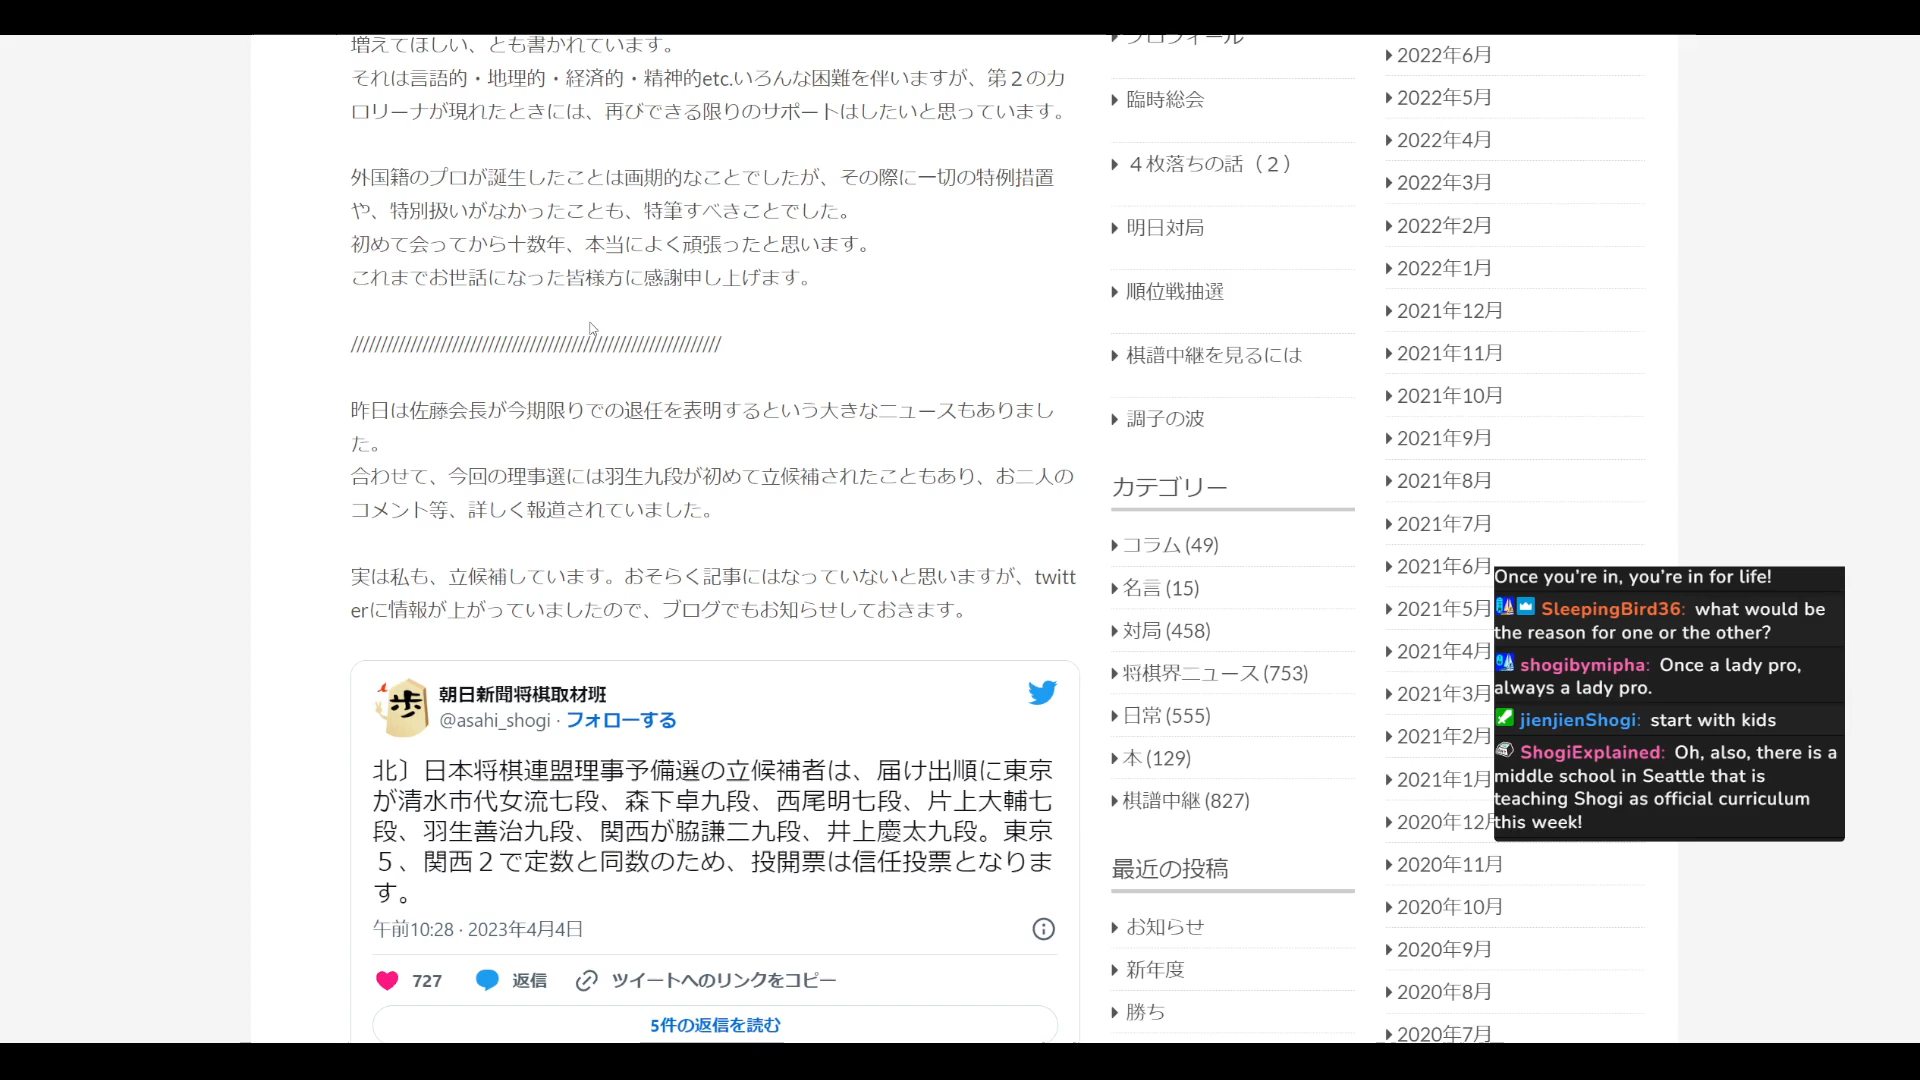 増えてほしい、とも書かれています。
それは言語的・地理的・経済的・精神的etc.いろんな困難を伴いますが、第２のカ
ロリーナが現れたときには、再びできる限りのサポートはしたいと思っています。
外国籍のプロが誕生したことは画期的なことでしたが、その際に一切の特例措置
や、特別扱いがなかったことも、特筆すべきことでした。
初めて会ってから十数年、本当によく頑張ったと思います。
これまでお世話になった皆様方に感謝申し上げます。
//////////////////////////////////////////////////////////////
昨日は佐藤会長が今期限りでの退任を表明するという大きなニュースもありまし
た。
合わせて、今回の理事選には羽生九段が初めて立候補されたこともあり、お二人の
コメント等、詳しく報道されていました。
実は私も、立候補しています。おそらく記事にはなっていないと思いますが、twitt
erに情報が上がっていましたので、ブログでもお知らせしておきます。
歩
朝日新聞将棋取材班
@asahi_shogi · フォローする
北〕日本将棋連盟理事予備選の立候補者は、届け出順に東京
が清水市代女流七段、森下卓九段、西尾明七段、片上大輔七
段、羽生善治九段、関西が脇謙二九段、井上慶太九段。東京
５、関西２で定数と同数のため、投開票は信任投票となりま
す。
午前10:28 · 2023年4月4日
727 返信 ツイートへのリンクをコピー
5件の返信を読む
プロフィール
臨時総会
４枚落ちの話（２）
明日対局
順位戦抽選
棋譜中継を見るには
調子の波
カテゴリー
コラム (49)
名言 (15)
対局 (458)
将棋界ニュース (753)
日常 (555)
本 (129)
棋譜中継 (827)
最近の投稿
お知らせ
新年度
勝ち
2022年6月
2022年5月
2022年4月
2022年3月
2022年2月
2022年1月
2021年12月
2021年11月
2021年10月
2021年9月
2021年8月
2021年7月
2021年6月
2021年5月
2021年4月
2021年3月
2021年2月
2021年1月
2020年12月
2020年11月
2020年10月
2020年9月
2020年8月
2020年7月
Once you're in, you're in for life!
SleepingBird36: what would be
the reason for one or the other?
shogibymipha: Once a lady pro,
always a lady pro.
jienjienShogi: start with kids
ShogiExplained: Oh, also, there is a
middle school in Seattle that is
teaching Shogi as official curriculum
this week!